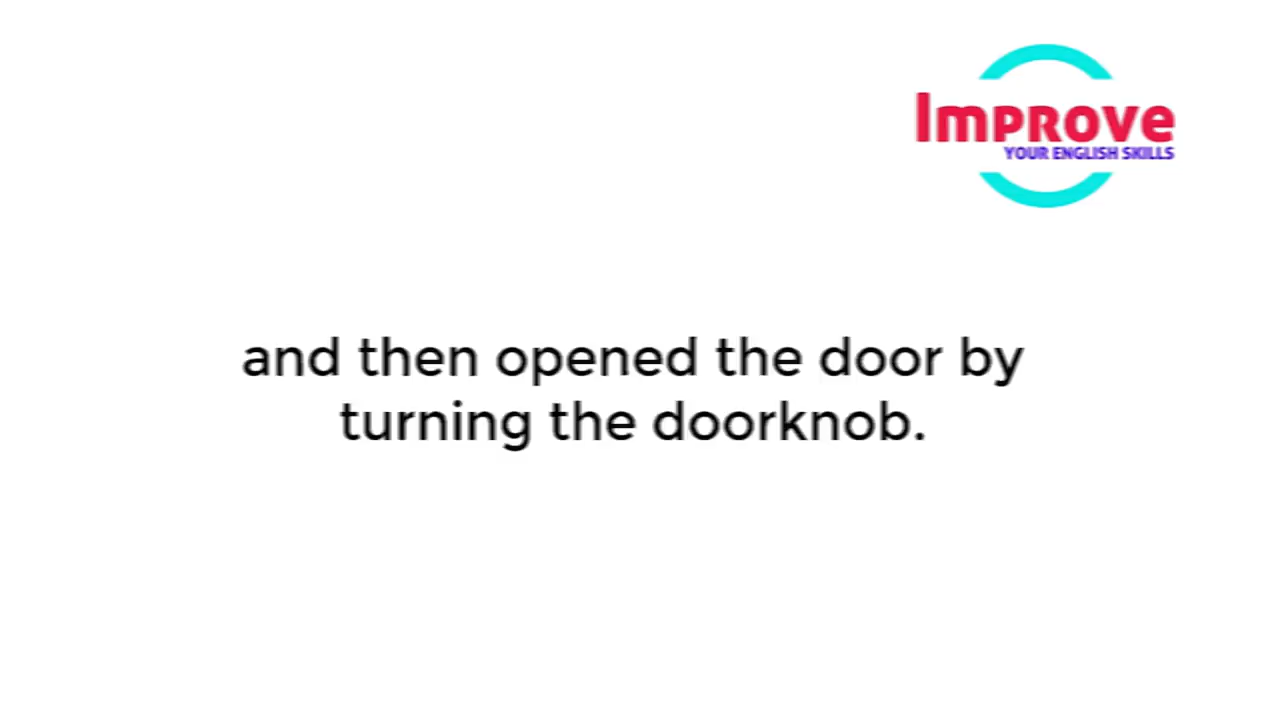 Improve
YOUR ENGLISH SKILLS
and then opened the door by
turning the doorknob.